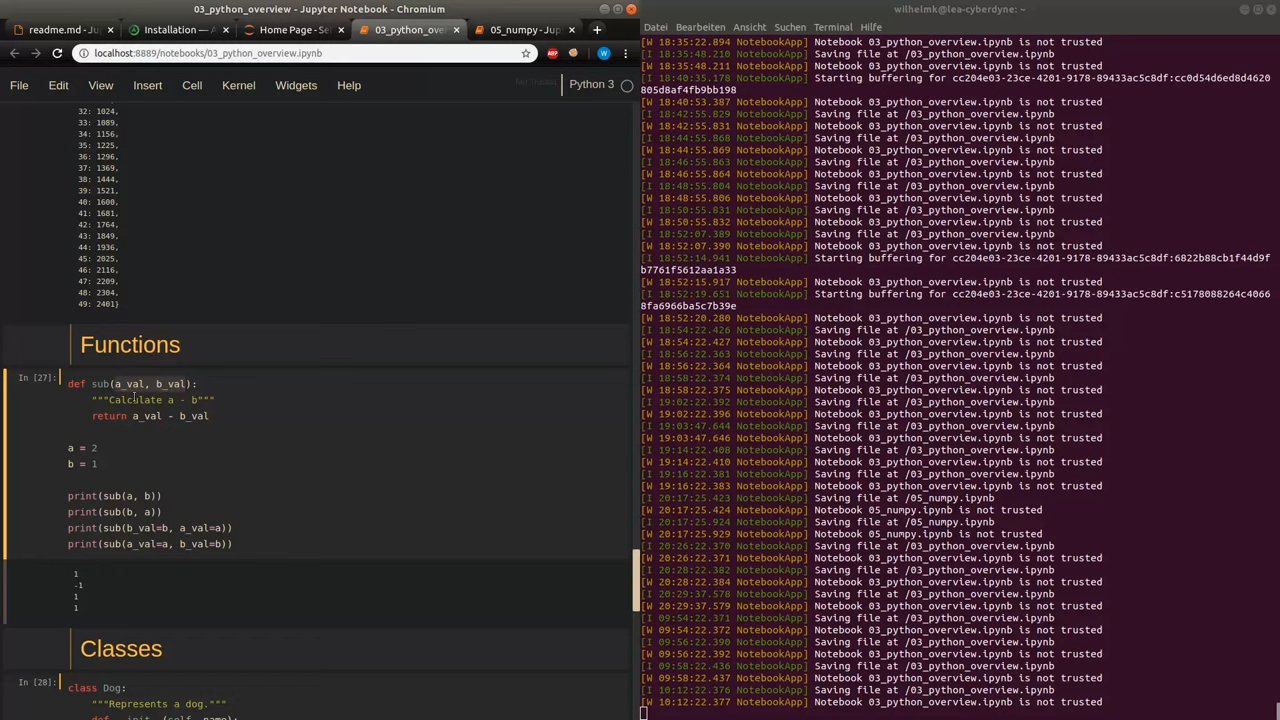 03_python_overview - Jupyter Notebook - Chromium
readme.md - Ju
Installation — A
Home Page - Se
03_python_over
05_numpy - Jup
localhost:8889/notebooks/03_python_overview.ipynb
File Edit View Insert Cell Kernel Widgets Help
Python 3
32: 1024,
33: 1089,
34: 1156,
35: 1225,
36: 1296,
37: 1369,
38: 1444,
39: 1521,
40: 1600,
41: 1681,
42: 1764,
43: 1849,
44: 1936,
45: 2025,
46: 2116,
47: 2209,
48: 2304,
49: 2401}
Functions
In [27]:
def sub(a_val, b_val):
"""Calculate a - b"""
return a_val - b_val
a = 2
b = 1
print(sub(a, b))
print(sub(b, a))
print(sub(b_val=b, a_val=a))
print(sub(a_val=a, b_val=b))
1
-1
1
1
Classes
In [28]:
class Dog:
"""Represents a dog."""
def __init__(self, name):
wilhelmk@lea-cyberdyne: ~
Datei Bearbeiten Ansicht Suchen Terminal Hilfe
[W 18:35:22.894 NotebookApp] Notebook 03_python_overview.ipynb is not trusted
[I 18:35:48.210 NotebookApp] Saving file at /03_python_overview.ipynb
[W 18:35:48.211 NotebookApp] Notebook 03_python_overview.ipynb is not trusted
[I 18:40:35.178 NotebookApp] Starting buffering for cc204e03-23ce-4201-9178-89433ac5c8df:cc0d54d6ed8d4620
805d8af4fb9bb198
[W 18:40:53.387 NotebookApp] Notebook 03_python_overview.ipynb is not trusted
[I 18:42:55.829 NotebookApp] Saving file at /03_python_overview.ipynb
[W 18:42:55.831 NotebookApp] Notebook 03_python_overview.ipynb is not trusted
[I 18:44:55.868 NotebookApp] Saving file at /03_python_overview.ipynb
[W 18:44:55.869 NotebookApp] Notebook 03_python_overview.ipynb is not trusted
[I 18:46:55.863 NotebookApp] Saving file at /03_python_overview.ipynb
[W 18:46:55.864 NotebookApp] Notebook 03_python_overview.ipynb is not trusted
[I 18:48:55.804 NotebookApp] Saving file at /03_python_overview.ipynb
[W 18:48:55.806 NotebookApp] Notebook 03_python_overview.ipynb is not trusted
[I 18:50:55.831 NotebookApp] Saving file at /03_python_overview.ipynb
[W 18:50:55.832 NotebookApp] Notebook 03_python_overview.ipynb is not trusted
[I 18:52:07.389 NotebookApp] Saving file at /03_python_overview.ipynb
[W 18:52:07.390 NotebookApp] Notebook 03_python_overview.ipynb is not trusted
[I 18:52:14.941 NotebookApp] Starting buffering for cc204e03-23ce-4201-9178-89433ac5c8df:6822b88cb1f44d9f
b7761f5612aa1a33
[W 18:52:15.917 NotebookApp] Notebook 03_python_overview.ipynb is not trusted
[I 18:52:19.651 NotebookApp] Starting buffering for cc204e03-23ce-4201-9178-89433ac5c8df:c5178088264c4066
8fa6966ba5c7b39e
[W 18:52:20.280 NotebookApp] Notebook 03_python_overview.ipynb is not trusted
[I 18:54:22.426 NotebookApp] Saving file at /03_python_overview.ipynb
[W 18:54:22.427 NotebookApp] Notebook 03_python_overview.ipynb is not trusted
[I 18:56:22.363 NotebookApp] Saving file at /03_python_overview.ipynb
[W 18:56:22.364 NotebookApp] Notebook 03_python_overview.ipynb is not trusted
[I 18:58:22.374 NotebookApp] Saving file at /03_python_overview.ipynb
[W 18:58:22.375 NotebookApp] Notebook 03_python_overview.ipynb is not trusted
[I 19:02:22.392 NotebookApp] Saving file at /03_python_overview.ipynb
[W 19:02:22.396 NotebookApp] Notebook 03_python_overview.ipynb is not trusted
[I 19:03:47.644 NotebookApp] Saving file at /03_python_overview.ipynb
[W 19:03:47.646 NotebookApp] Notebook 03_python_overview.ipynb is not trusted
[I 19:14:22.408 NotebookApp] Saving file at /03_python_overview.ipynb
[W 19:14:22.410 NotebookApp] Notebook 03_python_overview.ipynb is not trusted
[I 19:16:22.381 NotebookApp] Saving file at /03_python_overview.ipynb
[W 19:16:22.383 NotebookApp] Notebook 03_python_overview.ipynb is not trusted
[I 20:17:25.423 NotebookApp] Saving file at /05_numpy.ipynb
[W 20:17:25.424 NotebookApp] Notebook 05_numpy.ipynb is not trusted
[I 20:17:25.924 NotebookApp] Saving file at /05_numpy.ipynb
[W 20:17:25.929 NotebookApp] Notebook 05_numpy.ipynb is not trusted
[I 20:26:22.370 NotebookApp] Saving file at /03_python_overview.ipynb
[W 20:26:22.371 NotebookApp] Notebook 03_python_overview.ipynb is not trusted
[I 20:28:22.382 NotebookApp] Saving file at /03_python_overview.ipynb
[W 20:28:22.384 NotebookApp] Notebook 03_python_overview.ipynb is not trusted
[I 20:29:37.578 NotebookApp] Saving file at /03_python_overview.ipynb
[W 20:29:37.579 NotebookApp] Notebook 03_python_overview.ipynb is not trusted
[I 09:54:22.371 NotebookApp] Saving file at /03_python_overview.ipynb
[W 09:54:22.372 NotebookApp] Notebook 03_python_overview.ipynb is not trusted
[I 09:56:22.390 NotebookApp] Saving file at /03_python_overview.ipynb
[W 09:56:22.392 NotebookApp] Notebook 03_python_overview.ipynb is not trusted
[I 09:58:22.436 NotebookApp] Saving file at /03_python_overview.ipynb
[W 09:58:22.437 NotebookApp] Notebook 03_python_overview.ipynb is not trusted
[I 10:12:22.376 NotebookApp] Saving file at /03_python_overview.ipynb
[W 10:12:22.377 NotebookApp] Notebook 03_python_overview.ipynb is not trusted